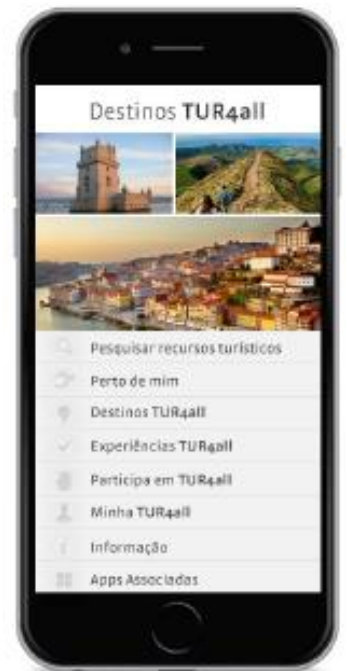 Destinos TUR4all
Pesquisar recursos turísticos
Perto de mim
Destinos TUR4all
Experiências TUR4all
Participa em TUR4all
Minha TUR4all
Informação
Apps Associadas